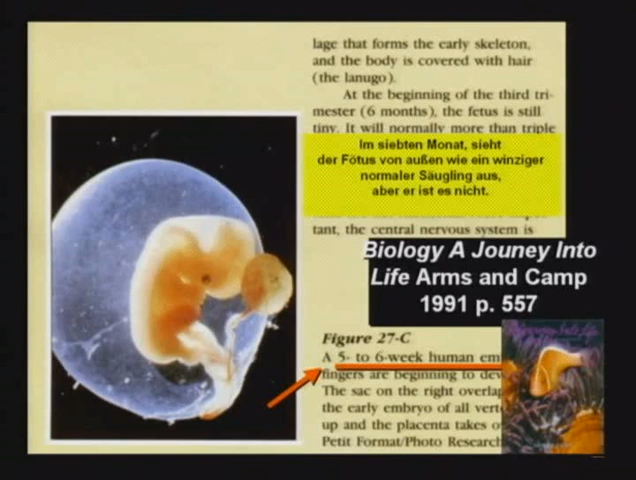 lage that forms the early skeleton,
and the body is covered with hair
(the lanugo).
At the beginning of the third tri-
mester (6 months), the fetus is still
tiny. It will normally more than triple
Im siebten Monat, sieht
der Fötus von außen wie ein winziger
normaler Säugling aus,
aber er ist es nicht.
tant, the central nervous system is
Biology A Jouney Into
Life Arms and Camp
1991 p. 557
Figure 27-C
A 5- to 6-week human em
fingers are beginning to dev
The sac on the right overlap
the early embryo of all vert
up and the placenta takes o
Petit Format/Photo Research